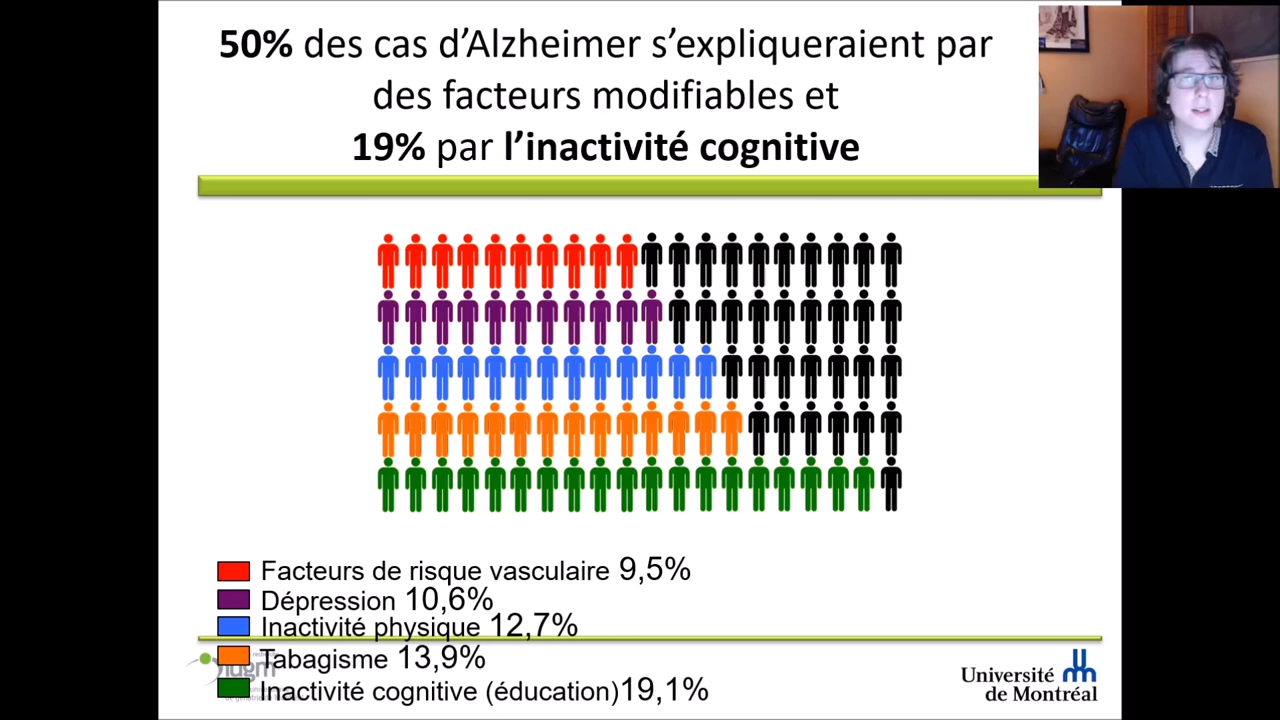 50% des cas d’Alzheimer s’expliqueraient par
des facteurs modifiables et
19% par l’inactivité cognitive
Facteurs de risque vasculaire 9,5%
Dépression 10,6%
Inactivité physique 12,7%
Tabagisme 13,9%
Inactivité cognitive (éducation)19,1%
Université
de Montréal